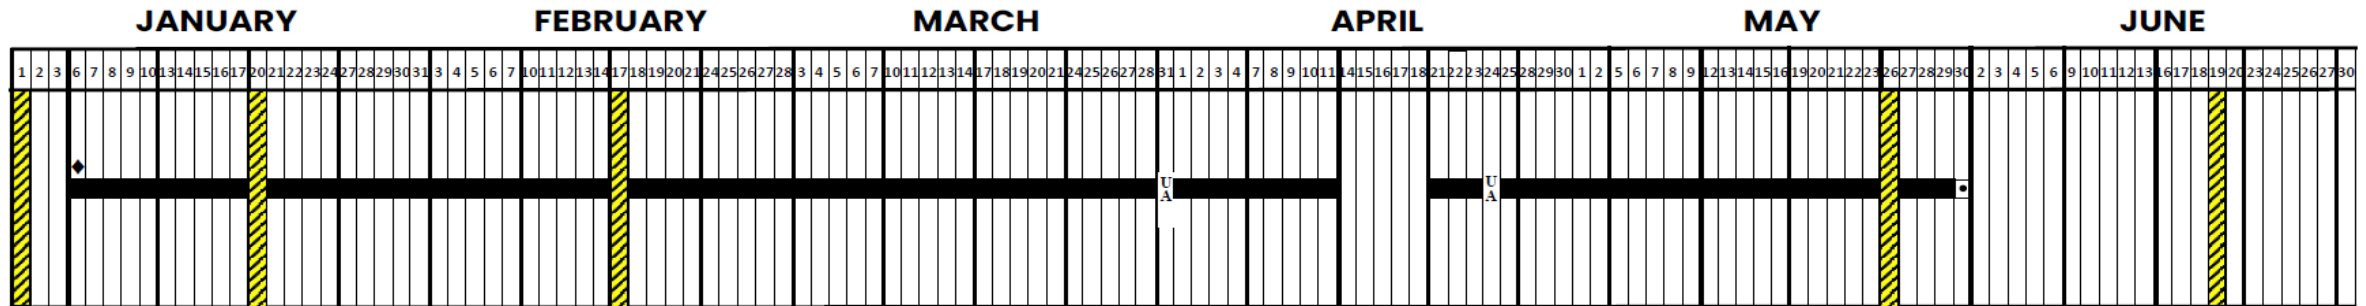 JANUARY FEBRUARY MARCH APRIL MAY JUNE
1 2 3 6 7 8 9 10 13 14 15 16 17 20 21 22 23 24 27 28 29 30 31 3 4 5 6 7 10 11 12 13 14 17 18 19 20 21 24 25 26 27 28 3 4 5 6 7 10 11 12 13 14 17 18 19 20 21 24 25 26 27 28 31 1 2 3 4 7 8 9 10 11 14 15 16 17 18 21 22 23 24 25 28 29 30 1 2 5 6 7 8 9 12 13 14 15 16 19 20 21 22 23 26 27 28 29 30 2 3 4 5 6 9 10 11 12 13 16 17 18 19 20 23 24 25 26 27 30
U U
A A